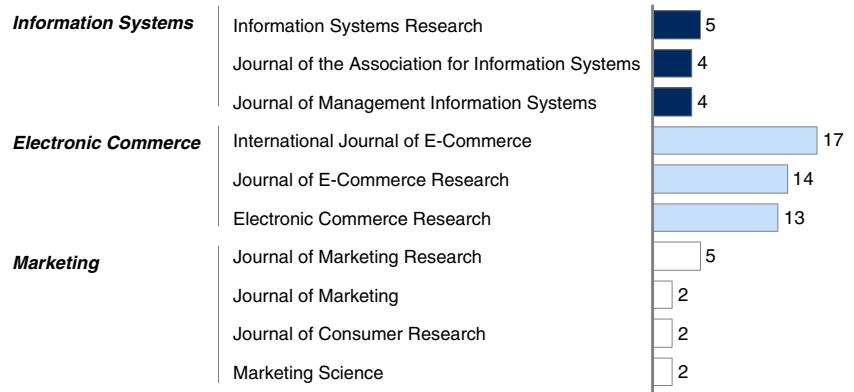 Information Systems
Information Systems Research 5
Journal of the Association for Information Systems 4
Journal of Management Information Systems 4
Electronic Commerce
International Journal of E-Commerce 17
Journal of E-Commerce Research 14
Electronic Commerce Research 13
Marketing
Journal of Marketing Research 5
Journal of Marketing 2
Journal of Consumer Research 2
Marketing Science 2